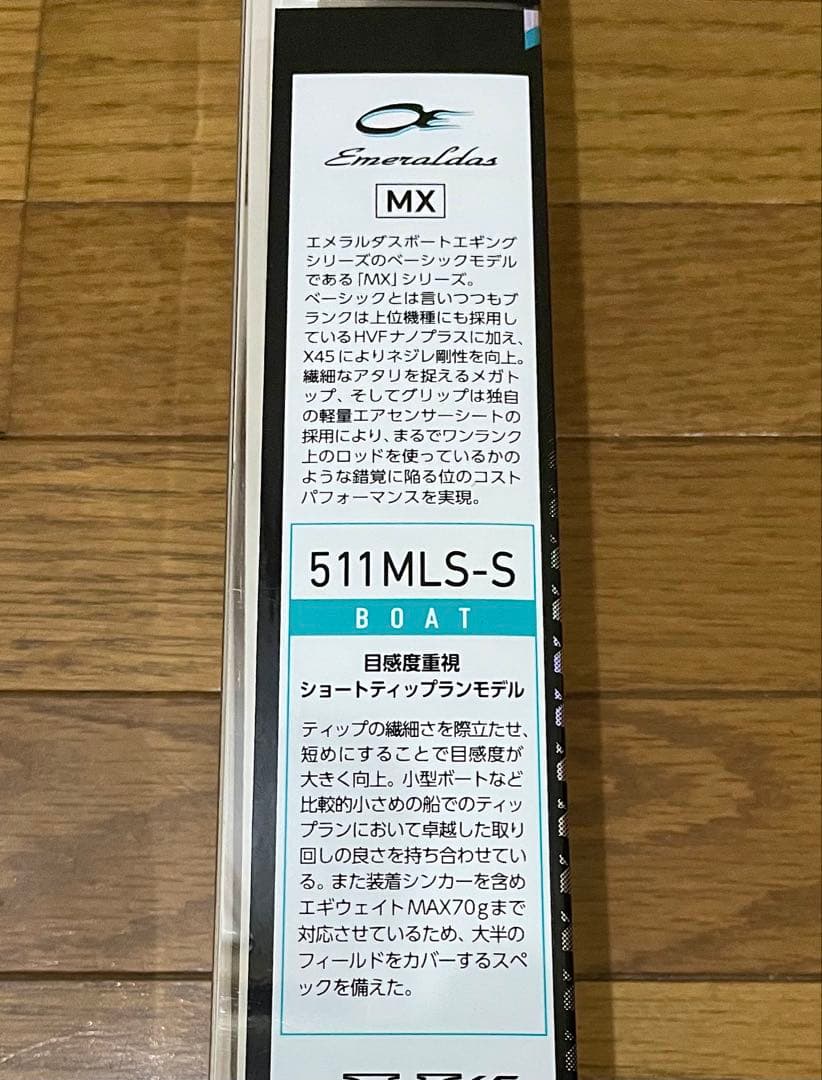 Emeraldas
MX
エメラルダスボートエギング
シリーズのベーシックモデル
である「MX」シリーズ。
ベーシックとは言いつつもブ
ランクは上位機種にも採用し
ているHVFナノプラスに加え、
X45によりネジレ剛性を向上。
繊細なアタリを捉えるメガト
ップ、そしてグリップは独自
の軽量エアセンサーシートの
採用により、まるでワンランク
上のロッドを使っているかの
ような錯覚に陥る位のコスト
パフォーマンスを実現。
511MLS-S
BOAT
目感度重視
ショートティップランモデル
ティップの繊細さを際立たせ、
短めにすることで目感度が
大きく向上。小型ボートなど
比較的小さめの船でのティッ
プランにおいて卓越した取り
回しの良さを持ち合わせてい
る。また装着シンカーを含め
エギウェイトMAX70gまで
対応させているため、大半の
フィールドをカバーするスペ
ックを備えた。